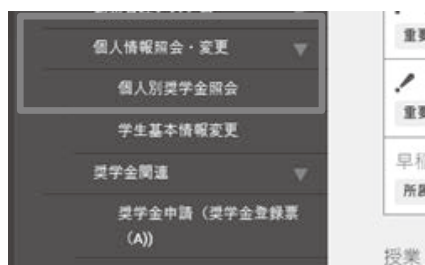 個人情報照会・変更
個人別奨学金照会
学生基本情報変更
奨学金関連
奨学金申請（奨学金登録票
(A))
重要
早稲
所属
授業